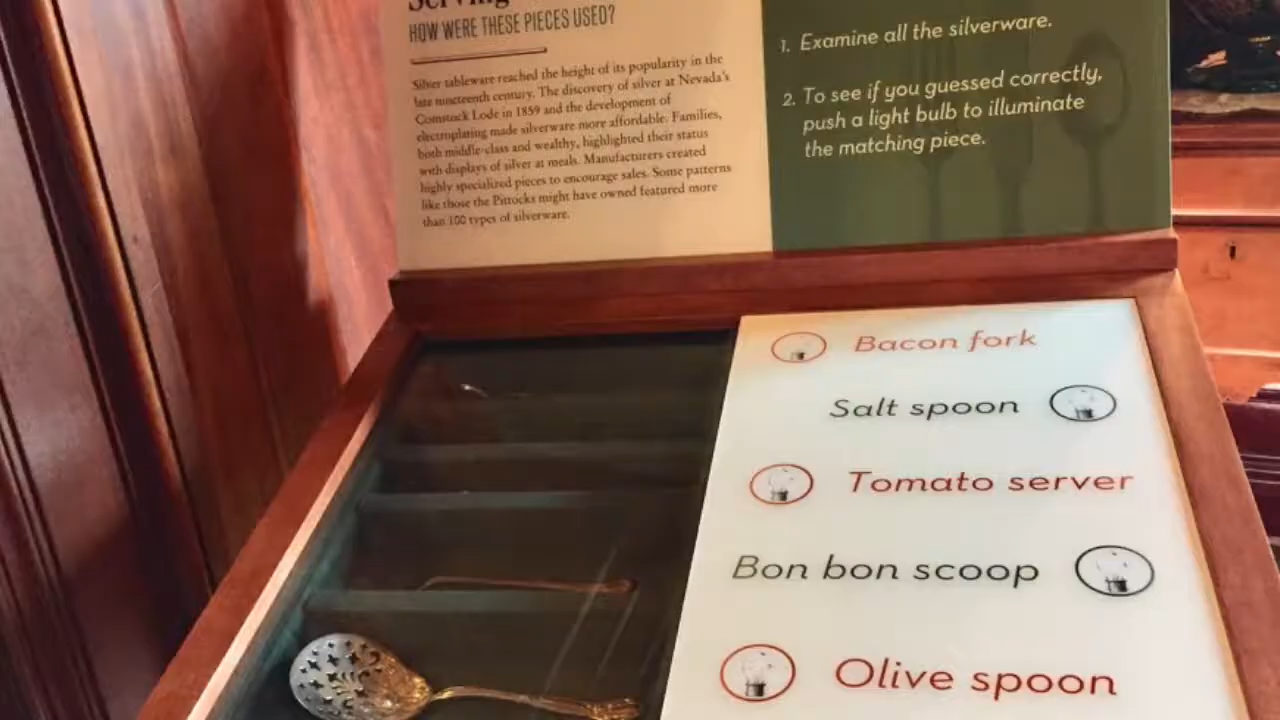 Serving
HOW WERE THESE PIECES USED?
Silver tableware reached the height of its popularity in the
late nineteenth century. The discovery of silver at Nevada's
Comstock Lode in 1859 and the development of
electroplating made silverware more affordable. Families,
both middle-class and wealthy, highlighted their status
with displays of silver at meals. Manufacturers created
highly specialized pieces to encourage sales. Some patterns
like those the Pittocks might have owned featured more
than 100 types of silverware.
1. Examine all the silverware.
2. To see if you guessed correctly,
push a light bulb to illuminate
the matching piece.
Bacon fork
Salt spoon
Tomato server
Bon bon scoop
Olive spoon